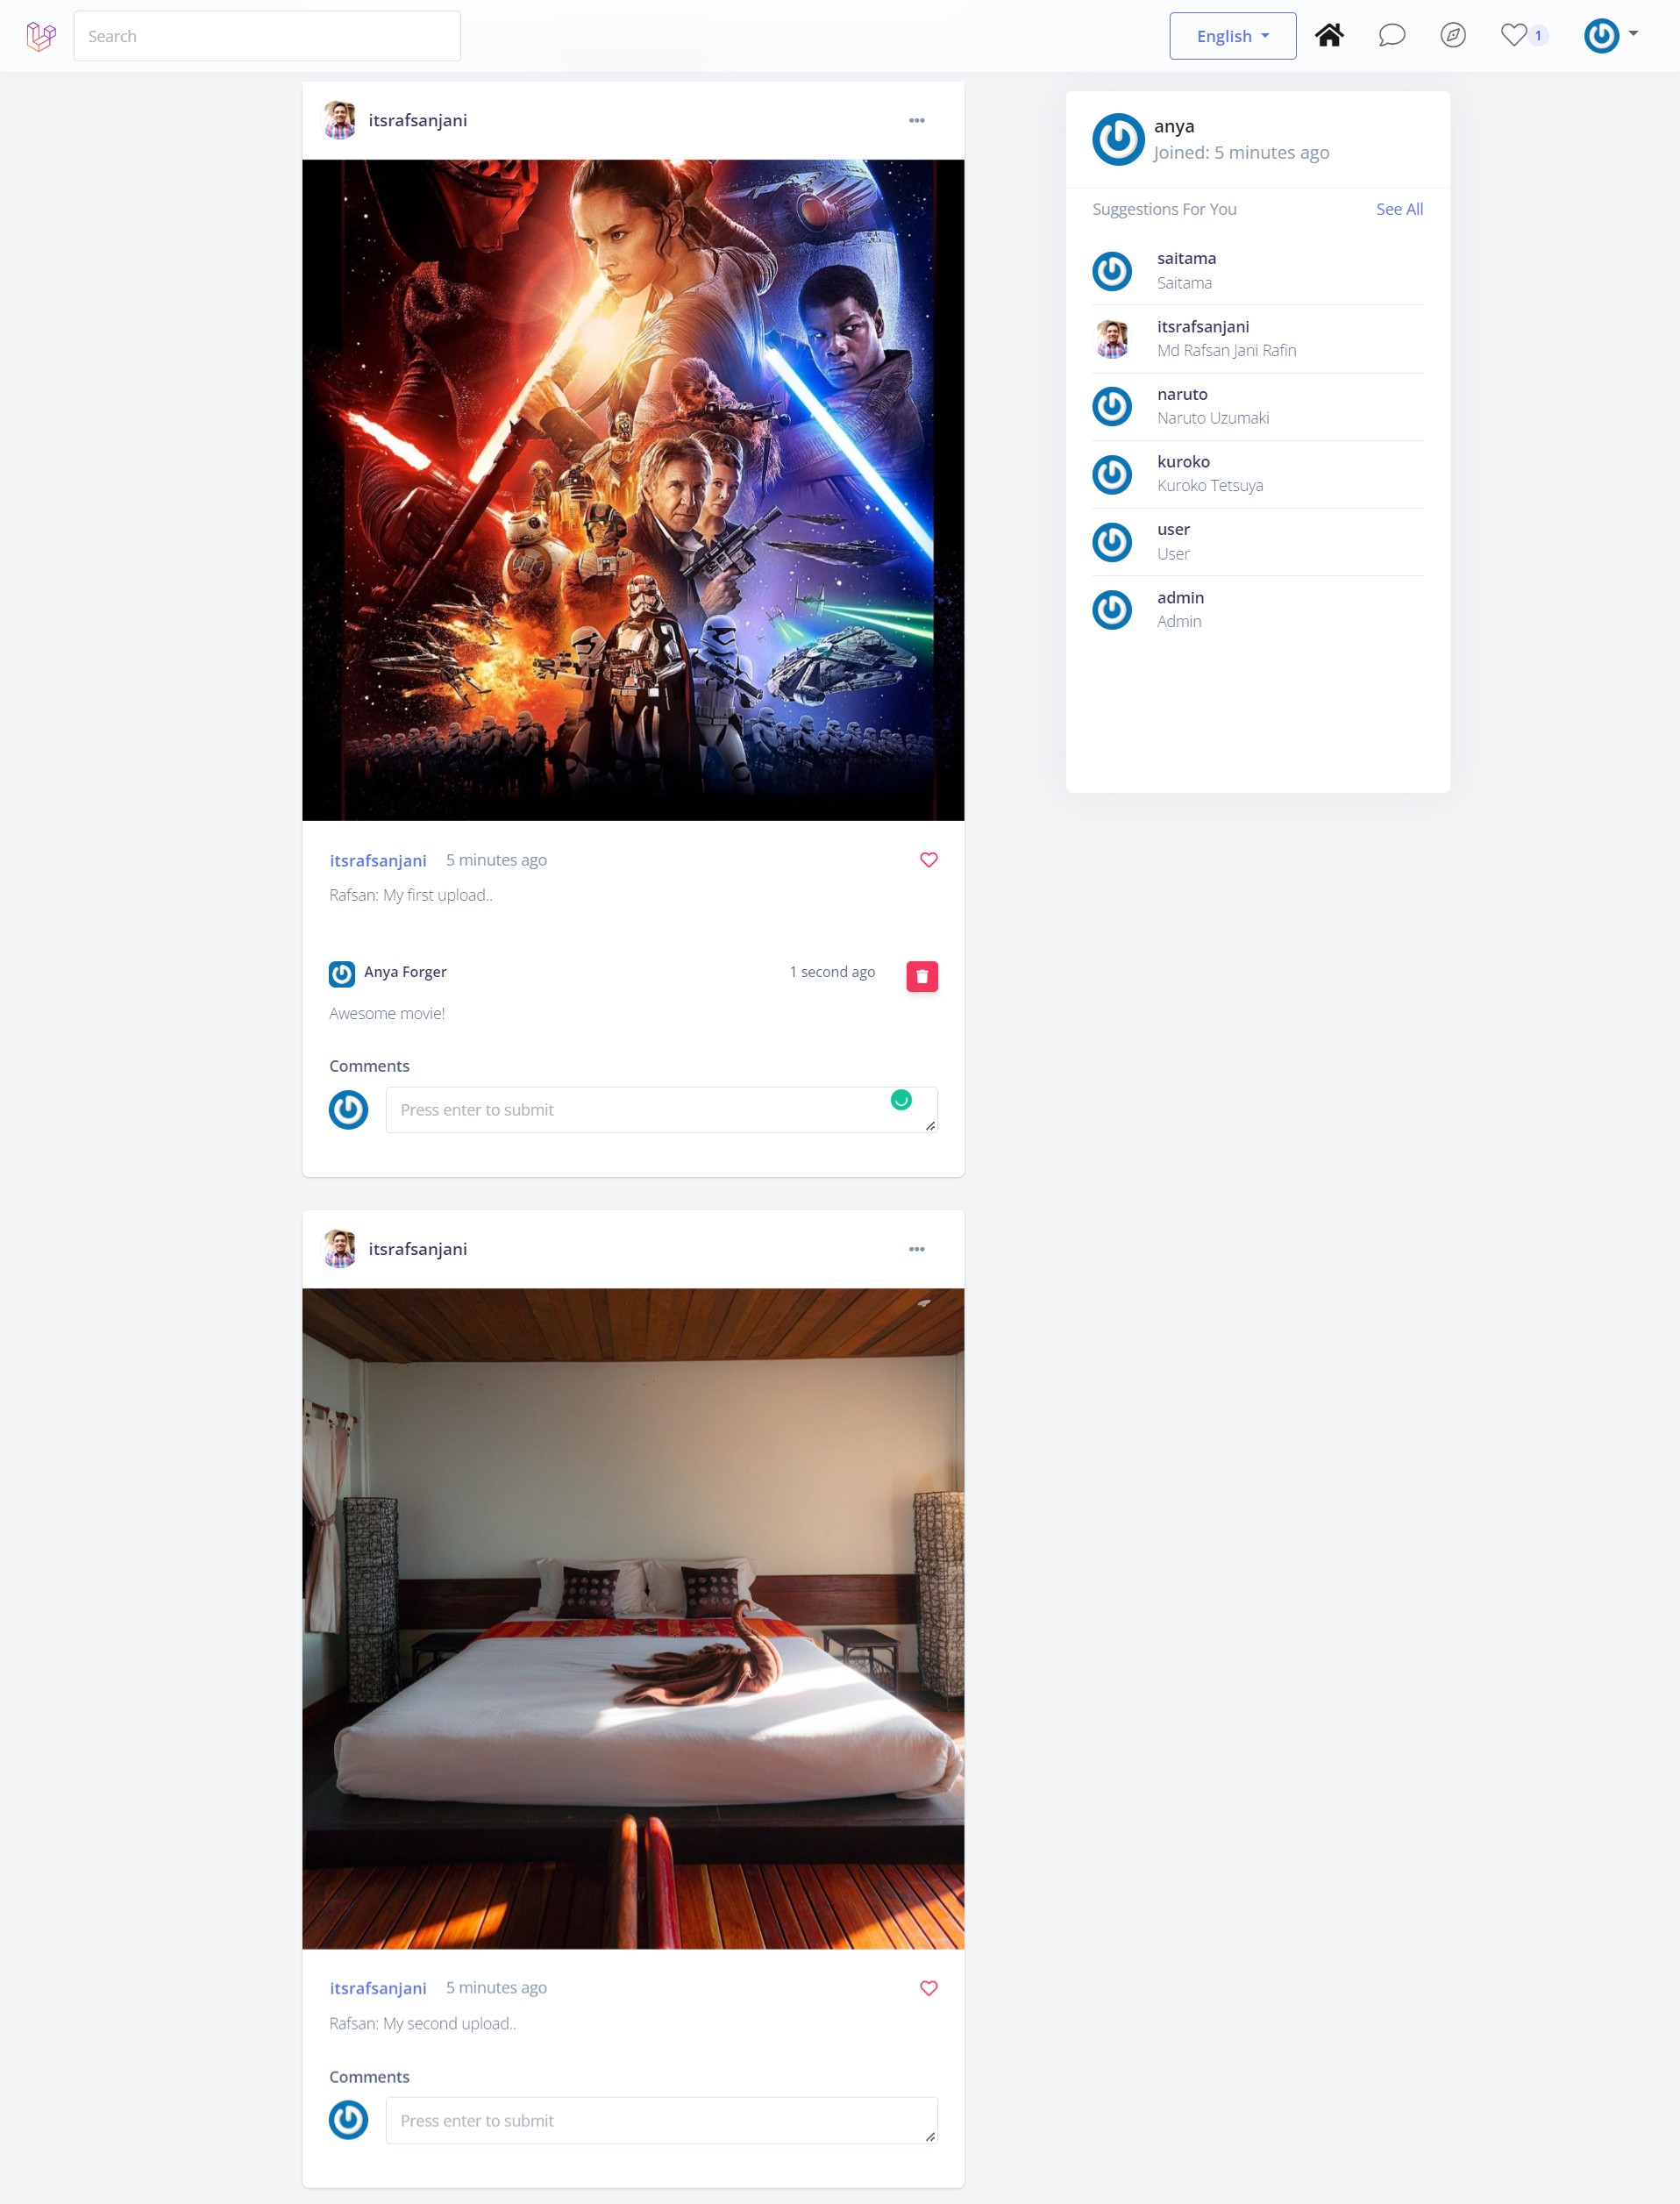 Search
English
1
itsrafsanjani
anya
Joined: 5 minutes ago
Suggestions For You
See All
saitama
Saitama
itsrafsanjani
Md Rafsan Jani Rafin
naruto
Naruto Uzumaki
kuroko
Kuroko Tetsuya
user
User
admin
Admin
itsrafsanjani 5 minutes ago
Rafsan: My first upload..
Anya Forger
1 second ago
Awesome movie!
Comments
Press enter to submit
itsrafsanjani
itsrafsanjani 5 minutes ago
Rafsan: My second upload..
Comments
Press enter to submit